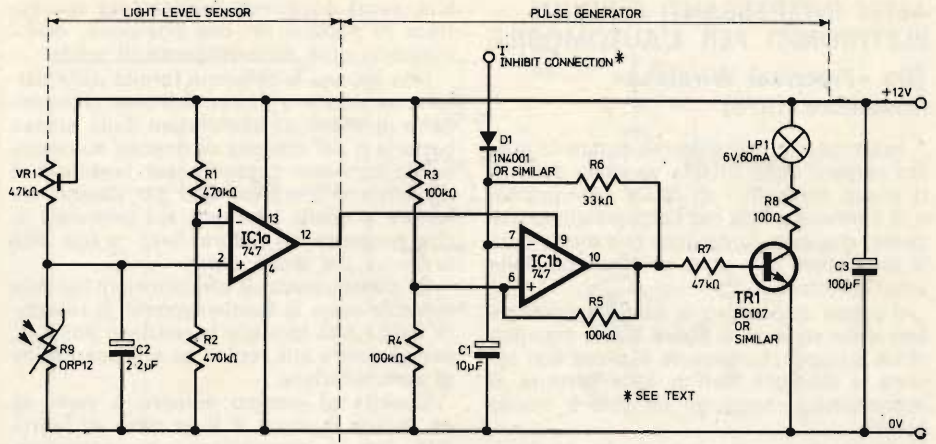 LIGHT LEVEL SENSOR
PULSE GENERATOR
'I'
INHIBIT CONNECTION*
+12V
VR1
47kΩ
R1
470kΩ
1
2
13
12
4
IC1a
747
R9
ORP12
C2
2·2µF
R2
470kΩ
R3
100kΩ
R4
100kΩ
D1
1N4001
OR SIMILAR
R6
33kΩ
7
6
9
10
IC1b
747
R5
100kΩ
C1
10µF
R7
47kΩ
LP1
6V,60mA
R8
100Ω
TR1
BC107
OR
SIMILAR
C3
100µF
* SEE TEXT
0V